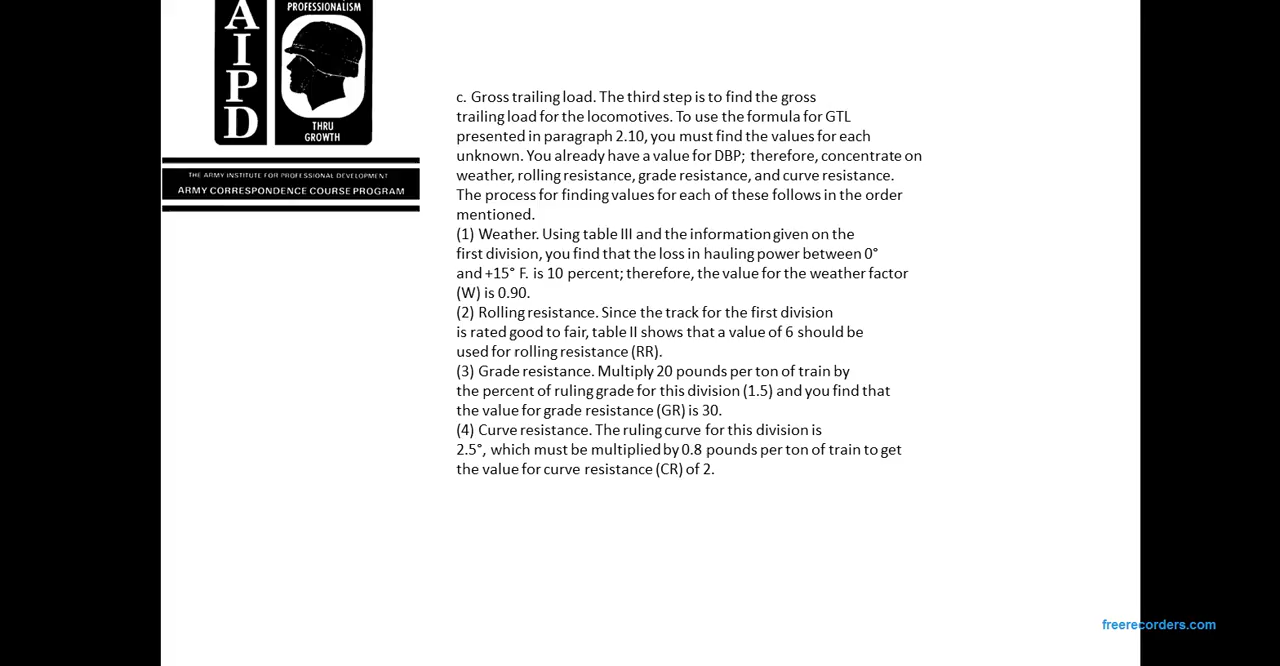 PROFESSIONALISM
A
I
P
D
THRU
GROWTH
THE ARMY INSTITUTE FOR PROFESSIONAL DEVELOPMENT
ARMY CORRESPONDENCE COURSE PROGRAM
c. Gross trailing load. The third step is to find the gross
trailing load for the locomotives. To use the formula for GTL
presented in paragraph 2.10, you must find the values for each
unknown. You already have a value for DBP; therefore, concentrate on
weather, rolling resistance, grade resistance, and curve resistance.
The process for finding values for each of these follows in the order
mentioned.
(1) Weather. Using table III and the information given on the
first division, you find that the loss in hauling power between 0°
and +15° F. is 10 percent; therefore, the value for the weather factor
(W) is 0.90.
(2) Rolling resistance. Since the track for the first division
is rated good to fair, table II shows that a value of 6 should be
used for rolling resistance (RR).
(3) Grade resistance. Multiply 20 pounds per ton of train by
the percent of ruling grade for this division (1.5) and you find that
the value for grade resistance (GR) is 30.
(4) Curve resistance. The ruling curve for this division is
2.5°, which must be multiplied by 0.8 pounds per ton of train to get
the value for curve resistance (CR) of 2.
freerecorders.com